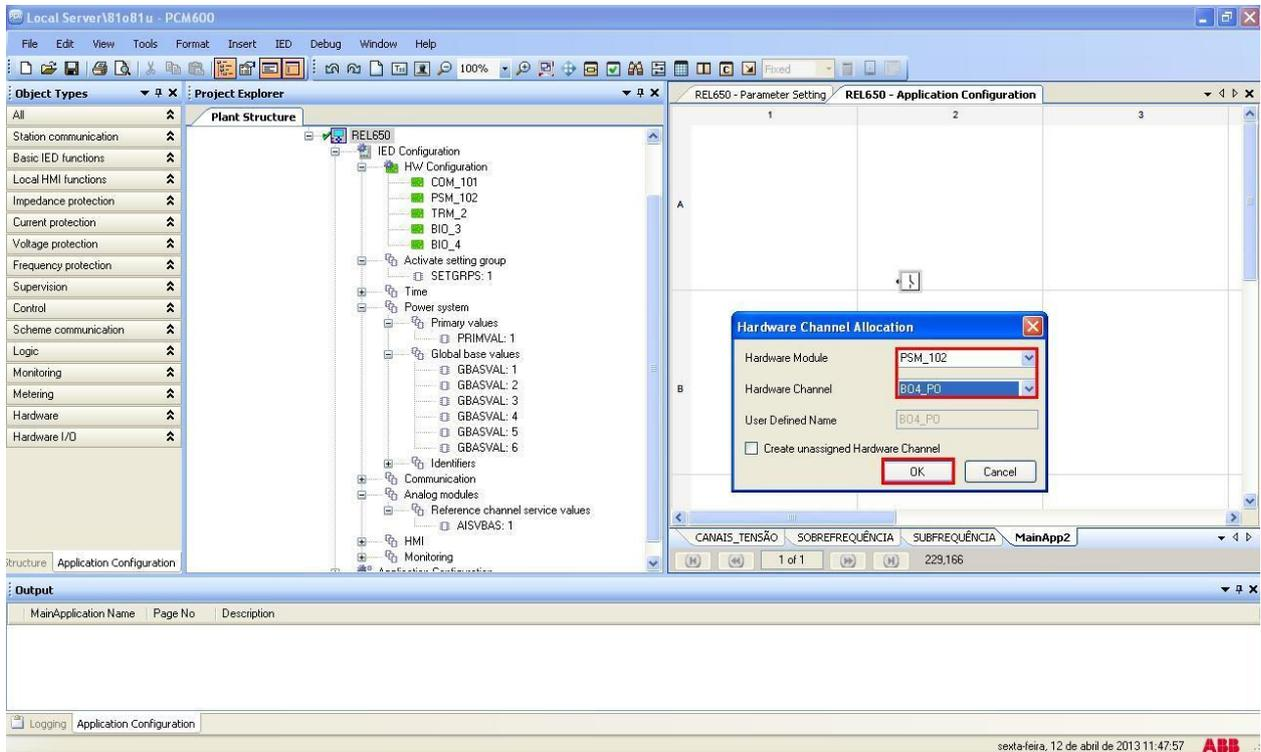 Local Server\81o81u - PCM600
File Edit View Tools Format Insert IED Debug Window Help
100%
Fixed
Object Types
All
Station communication
Basic IED functions
Local HMI functions
Impedance protection
Current protection
Voltage protection
Frequency protection
Supervision
Control
Scheme communication
Logic
Monitoring
Metering
Hardware
Hardware I/O
Application Configuration
Project Explorer
Plant Structure
REL650
IED Configuration
HW Configuration
COM_101
PSM_102
TRM_2
BIO_3
BIO_4
Activate setting group
SETGRPS: 1
Time
Power system
Primary values
PRIMVAL: 1
Global base values
GBASVAL: 1
GBASVAL: 2
GBASVAL: 3
GBASVAL: 4
GBASVAL: 5
GBASVAL: 6
Identifiers
Communication
Analog modules
Reference channel service values
AISVBAS: 1
HMI
Monitoring
Application Configuration
REL650 - Parameter Setting
REL650 - Application Configuration
1 2 3
A
B
Hardware Channel Allocation
Hardware Module PSM_102
Hardware Channel BO4_PO
User Defined Name BO4_PO
Create unassigned Hardware Channel
OK Cancel
CANAIS_TENSÃO SOBREFREQUÊNCIA SUBFREQUÊNCIA MainApp2
1 of 1 229,166
Output
MainApplication Name Page No Description
Logging Application Configuration
sexta-feira, 12 de abril de 2013 11:47:57 ABB